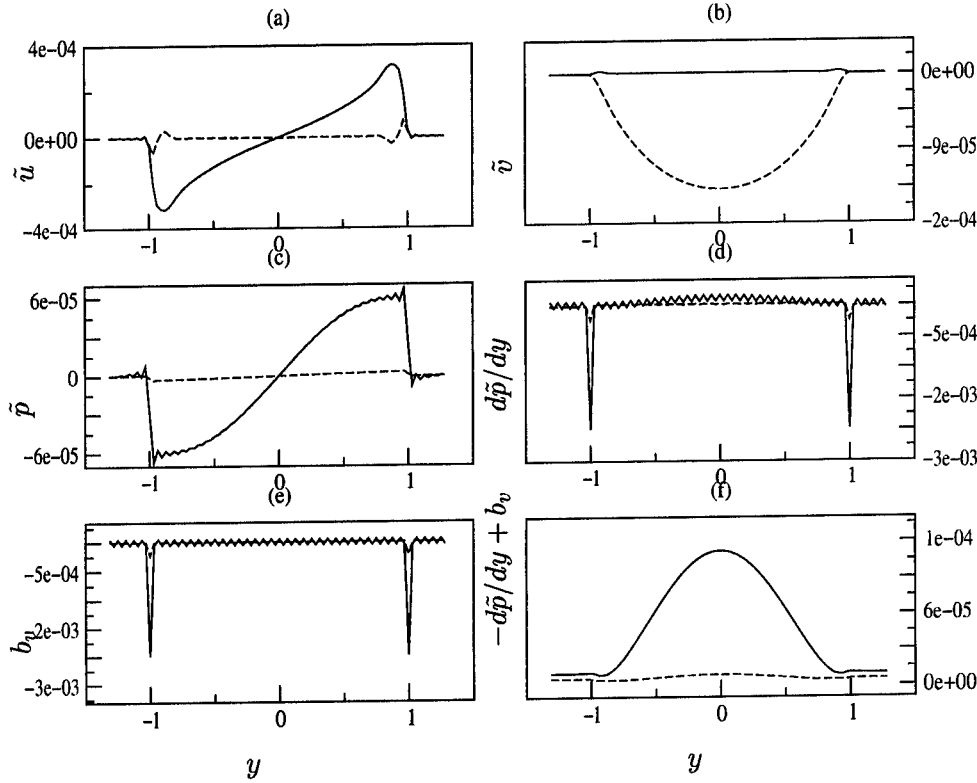 (a)
4e−04
0e+00
−4e−04
ũ
−1
0
1
(b)
0e+00
−9e−05
−2e−04
ṽ
−1
0
1
(c)
6e−05
0
−6e−05
p̃
−1
0
1
(d)
−5e−04
−2e−03
−3e−03
dp̃/dy
−1
0
1
(e)
−5e−04
−2e−03
−3e−03
b_v
−1
0
1
y
(f)
1e−04
6e−05
0e+00
−dp̃/dy + b_v
−1
0
1
y